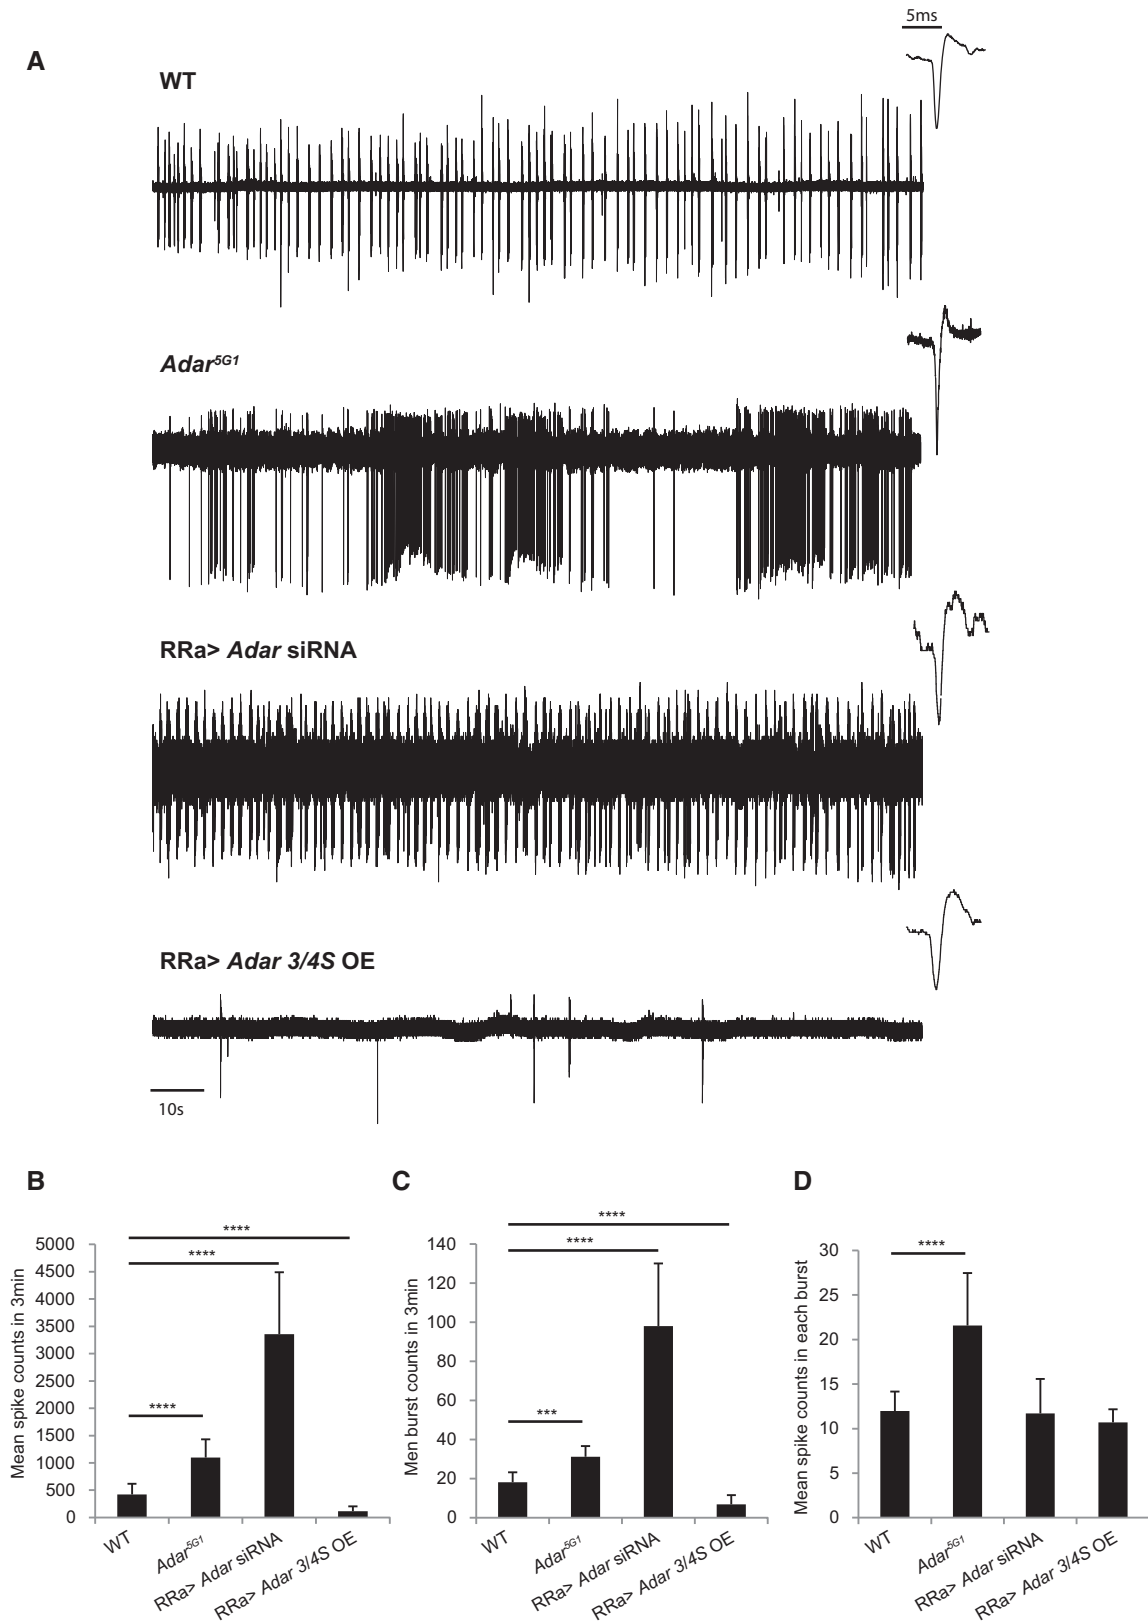 A
5ms
WT
Adar5G1
RRa> Adar siRNA
RRa> Adar 3/4S OE
10s
B
C
D
Mean spike counts in 3min
5000
4500
4000
3500
3000
2500
2000
1500
1000
500
0
****
****
****
WT
Adar5G1
RRa> Adar siRNA
RRa> Adar 3/4S OE
Men burst counts in 3min
140
120
100
80
60
40
20
0
****
****
***
WT
Adar5G1
RRa> Adar siRNA
RRa> Adar 3/4S OE
Mean spike counts in each burst
30
25
20
15
10
5
0
****
WT
Adar5G1
RRa> Adar siRNA
RRa> Adar 3/4S OE